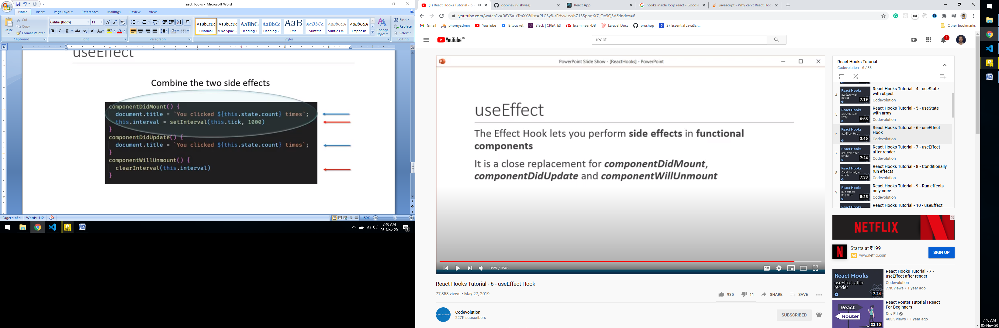 reactHooks - Microsoft Word
Home Insert Page Layout References Mailings Review View
Paste
Cut
Copy
Format Painter
Clipboard
Calibri (Body) 11
Font
Paragraph
AaBbCcDc AaBbCcDc AaBbCc AaBbCc AaB AaBbCc. AaBbCcDc AaBbCcDc
¶ Normal ¶ No Spaci... Heading 1 Heading 2 Title Subtitle Subtle Em... Emphasis
Change Styles
Styles
Find
Replace
Select
Editing
useEffect
Combine the two side effects
componentDidMount() {
document.title = `You clicked ${this.state.count} times`;
this.interval = setInterval(this.tick, 1000)
}
componentDidUpdate() {
document.title = `You clicked ${this.state.count} times`;
}
componentWillUnmount() {
clearInterval(this.interval)
}
Page: 4 of 4 Words: 112
150%
7:40 AM
05-Nov-20
1
(1) React Hooks Tutorial - 6 -
gopinav (Vishwas)
React App
hooks inside loop react - Google
javascript - Why can't React Hoo
youtube.com/watch?v=06Y6aJzTmXY&list=PLC3y8-rFHvwisvxhZ135pogtX7_Oe3Q3A&index=6
Gmail phpmyadmin YouTube Bitbucket Slack | CREATES Examineer-DB Laravel Docs proshop 37 Essential JavaScr... Other bookmarks
YouTube IN
react
1
PowerPoint Slide Show - [ReactHooks] - PowerPoint
useEffect
The Effect Hook lets you perform side effects in functional
components
It is a close replacement for componentDidMount,
componentDidUpdate and componentWillUnmount
3:29 / 3:46
CC
React Hooks Tutorial - 6 - useEffect Hook
77,358 views • May 27, 2019
935 11 SHARE SAVE
Codevolution
227K subscribers
SUBSCRIBED
React Hooks Tutorial
Codevolution - 6 / 33
4
React Hooks
useState with
object
7:19
React Hooks Tutorial - 4 - useState
with object
Codevolution
5
React Hooks
useState with
array
5:55
React Hooks Tutorial - 5 - useState
with array
Codevolution
React Hooks
useEffect Hook
3:46
React Hooks Tutorial - 6 - useEffect
Hook
Codevolution
7
React Hooks
useEffect after
render
7:24
React Hooks Tutorial - 7 - useEffect
after render
Codevolution
8
React Hooks
Conditionally run
effects
7:39
React Hooks Tutorial - 8 - Conditionally
run effects
Codevolution
9
React Hooks
Run effects
only once
5:25
React Hooks Tutorial - 9 - Run effects
only once
Codevolution
React Hooks Tutorial - 10 - useEffect
NETFLIX
N
Starts at ₹199
Ad www.netflix.com
SIGN UP
React Hooks
useEffect after
render
7
7:24
React Hooks Tutorial - 7 -
useEffect after render
Codevolution
77K views • 1 year ago
React
Router
33:10
React Router Tutorial | React
For Beginners
Dev Ed
403K views • 1 year ago
7:40 AM
05-Nov-20